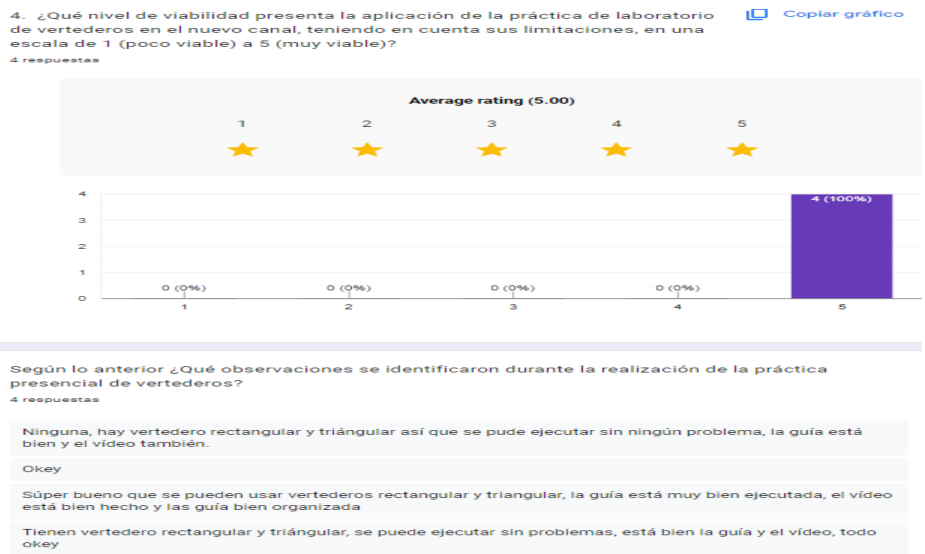 4. ¿Qué nivel de viabilidad presenta la aplicación de la práctica de laboratorio
de vertederos en el nuevo canal, teniendo en cuenta sus limitaciones, en una
escala de 1 (poco viable) a 5 (muy viable)?
Copiar gráfico
4 respuestas
Average rating (5.00)
1 2 3 4 5
4
3
2
1
0
0 (0%) 0 (0%) 0 (0%) 0 (0%) 4 (100%)
1 2 3 4 5
Según lo anterior ¿Qué observaciones se identificaron durante la realización de la práctica
presencial de vertederos?
4 respuestas
Ninguna, hay vertedero rectangular y triángular así que se pude ejecutar sin ningún problema, la guía está
bien y el vídeo también.
Okey
Súper bueno que se pueden usar vertederos rectangular y triangular, la guía está muy bien ejecutada, el vídeo
está bien hecho y las guía bien organizada
Tienen vertedero rectangular y triángular, se puede ejecutar sin problemas, está bien la guía y el vídeo, todo
okey